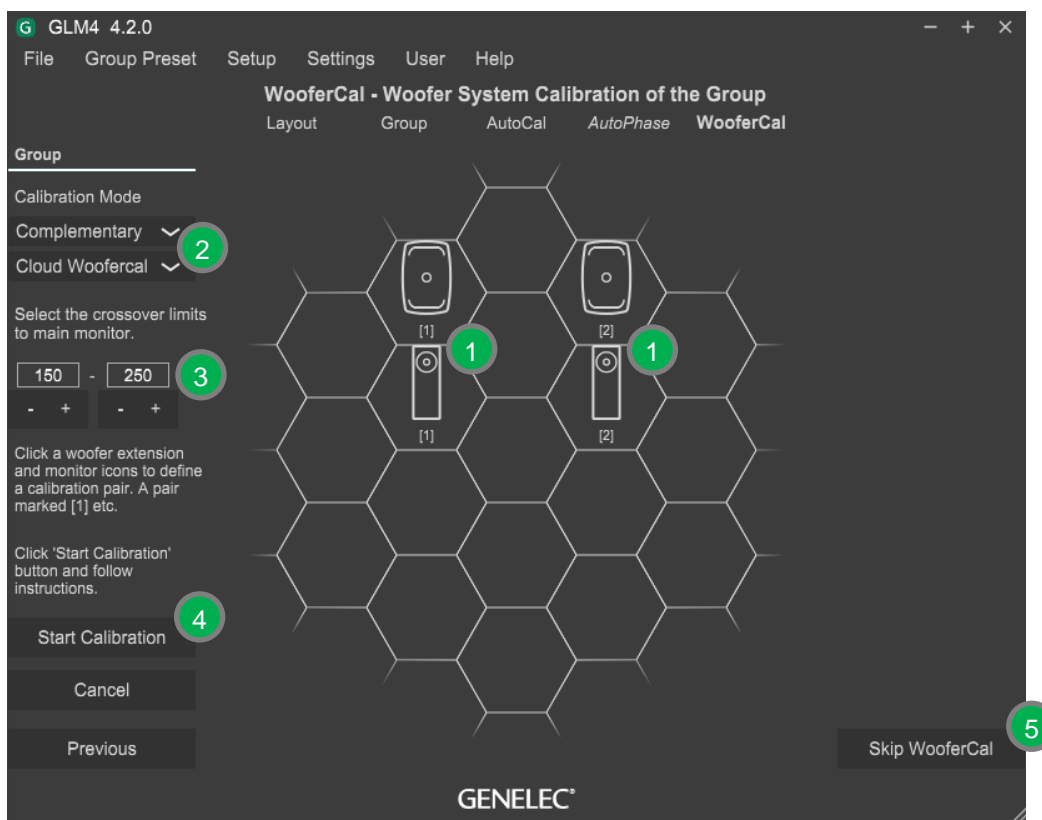 G GLM4 4.2.0
File Group Preset Setup Settings User Help
WooferCal - Woofer System Calibration of the Group
Layout Group AutoCal AutoPhase WooferCal
Group
Calibration Mode
Complementary
2
Cloud Woofercal
Select the crossover limits
to main monitor.
150 - 250
3
- + - +
Click a woofer extension
and monitor icons to define
a calibration pair. A pair
marked [1] etc.
Click 'Start Calibration'
button and follow
instructions.
4
Start Calibration
Cancel
Previous
[1] [2]
1 1
[1] [2]
5
Skip WooferCal
GENELEC®